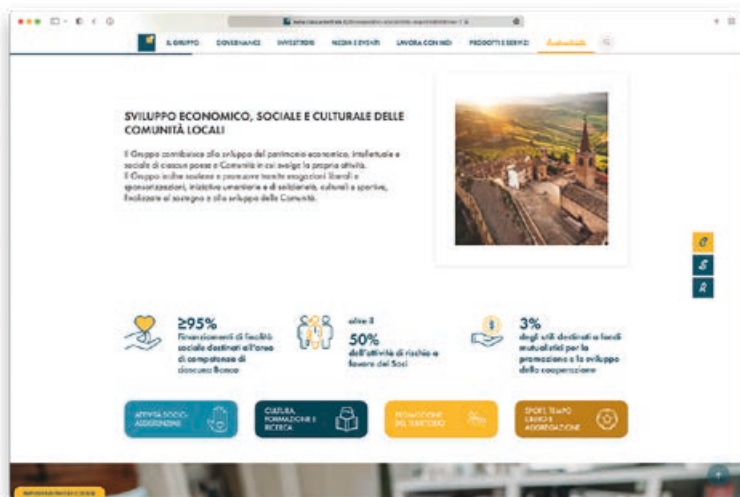 IL GRUPPO GOVERNANCE INVESTITORI MEDIA E EVENTI LAVORA CON NOI PRODOTTI E SERVIZI Sostenibilità
SVILUPPO ECONOMICO, SOCIALE E CULTURALE DELLE
COMUNITÀ LOCALI
Il Gruppo contribuisce allo sviluppo del patrimonio economico, intellettuale e
sociale di ciascun paese e Comunità in cui svolge la propria attività.
Il Gruppo inoltre sostiene e promuove tramite erogazioni liberali e
sponsorizzazioni, iniziative umanitarie e di solidarietà, culturali e sportive,
finalizzate al sostegno e allo sviluppo delle Comunità.
C
S
R
≥95%
Finanziamenti di finalità
sociale destinati all'area
di competenza di
ciascuna Banca
oltre il
50%
dell'attività di rischio a
favore dei Soci
3%
degli utili destinati a fondi
mutualistici per la
promozione e lo sviluppo
della cooperazione
ATTIVITÀ SOCIO-
ASSISTENZIALI
CULTURA,
FORMAZIONE E
RICERCA
PROMOZIONE
DEL TERRITORIO
SPORT, TEMPO
LIBERO E
AGGREGAZIONE